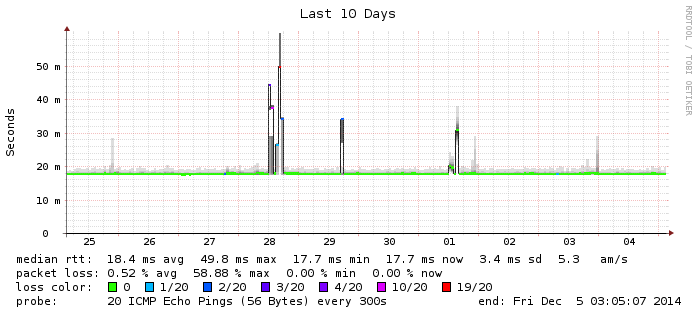 Last 10 Days
RRDTOOL / TOBI OETIKER
Seconds
50 m
40 m
30 m
20 m
10 m
0
25 26 27 28 29 30 01 02 03 04
median rtt: 18.4 ms avg 49.8 ms max 17.7 ms min 17.7 ms now 3.4 ms sd 5.3 am/s
packet loss: 0.52 % avg 58.88 % max 0.00 % min 0.00 % now
loss color: 0 1/20 2/20 3/20 4/20 10/20 19/20
probe: 20 ICMP Echo Pings (56 Bytes) every 300s end: Fri Dec 5 03:05:07 2014